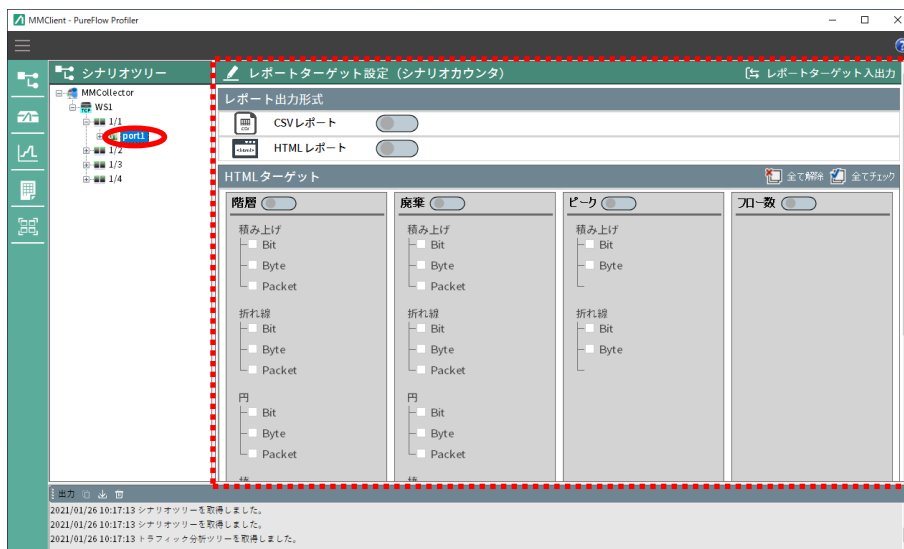 MMClient - PureFlow Profiler
シナリオツリー
MMCollector
WS1
1/1
port1
1/2
1/3
1/4
レポートターゲット設定（シナリオカウンタ）
レポートターゲット入出力
レポート出力形式
CSVレポート
HTMLレポート
HTMLターゲット
全て解除
全てチェック
階層
積み上げ
Bit
Byte
Packet
折れ線
Bit
Byte
Packet
円
Bit
Byte
Packet
廃棄
積み上げ
Bit
Byte
Packet
折れ線
Bit
Byte
Packet
円
Bit
Byte
Packet
ピーク
積み上げ
Bit
Byte
折れ線
Bit
Byte
フロー数
出力
2021/01/26 10:17:13 シナリオツリーを取得しました。
2021/01/26 10:17:13 シナリオツリーを取得しました。
2021/01/26 10:17:13 トラフィック分析ツリーを取得しました。